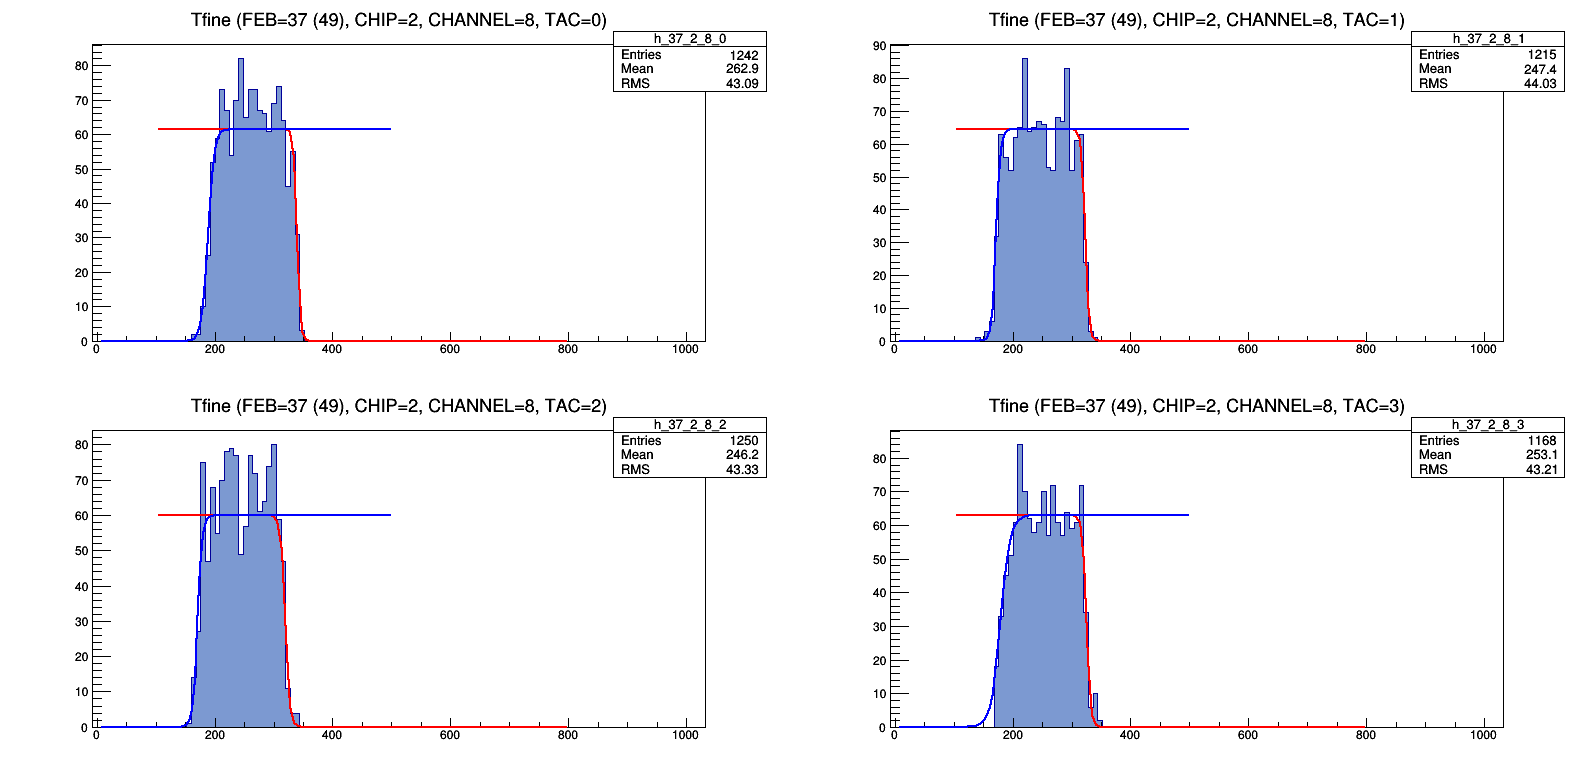 Tfine (FEB=37 (49), CHIP=2, CHANNEL=8, TAC=0)
h_37_2_8_0
Entries 1242
Mean 262.9
RMS 43.09
80
70
60
50
40
30
20
10
0
0 200 400 600 800 1000
Tfine (FEB=37 (49), CHIP=2, CHANNEL=8, TAC=1)
h_37_2_8_1
Entries 1215
Mean 247.4
RMS 44.03
90
80
70
60
50
40
30
20
10
0
0 200 400 600 800 1000
Tfine (FEB=37 (49), CHIP=2, CHANNEL=8, TAC=2)
h_37_2_8_2
Entries 1250
Mean 246.2
RMS 43.33
80
70
60
50
40
30
20
10
0
0 200 400 600 800 1000
Tfine (FEB=37 (49), CHIP=2, CHANNEL=8, TAC=3)
h_37_2_8_3
Entries 1168
Mean 253.1
RMS 43.21
80
70
60
50
40
30
20
10
0
0 200 400 600 800 1000